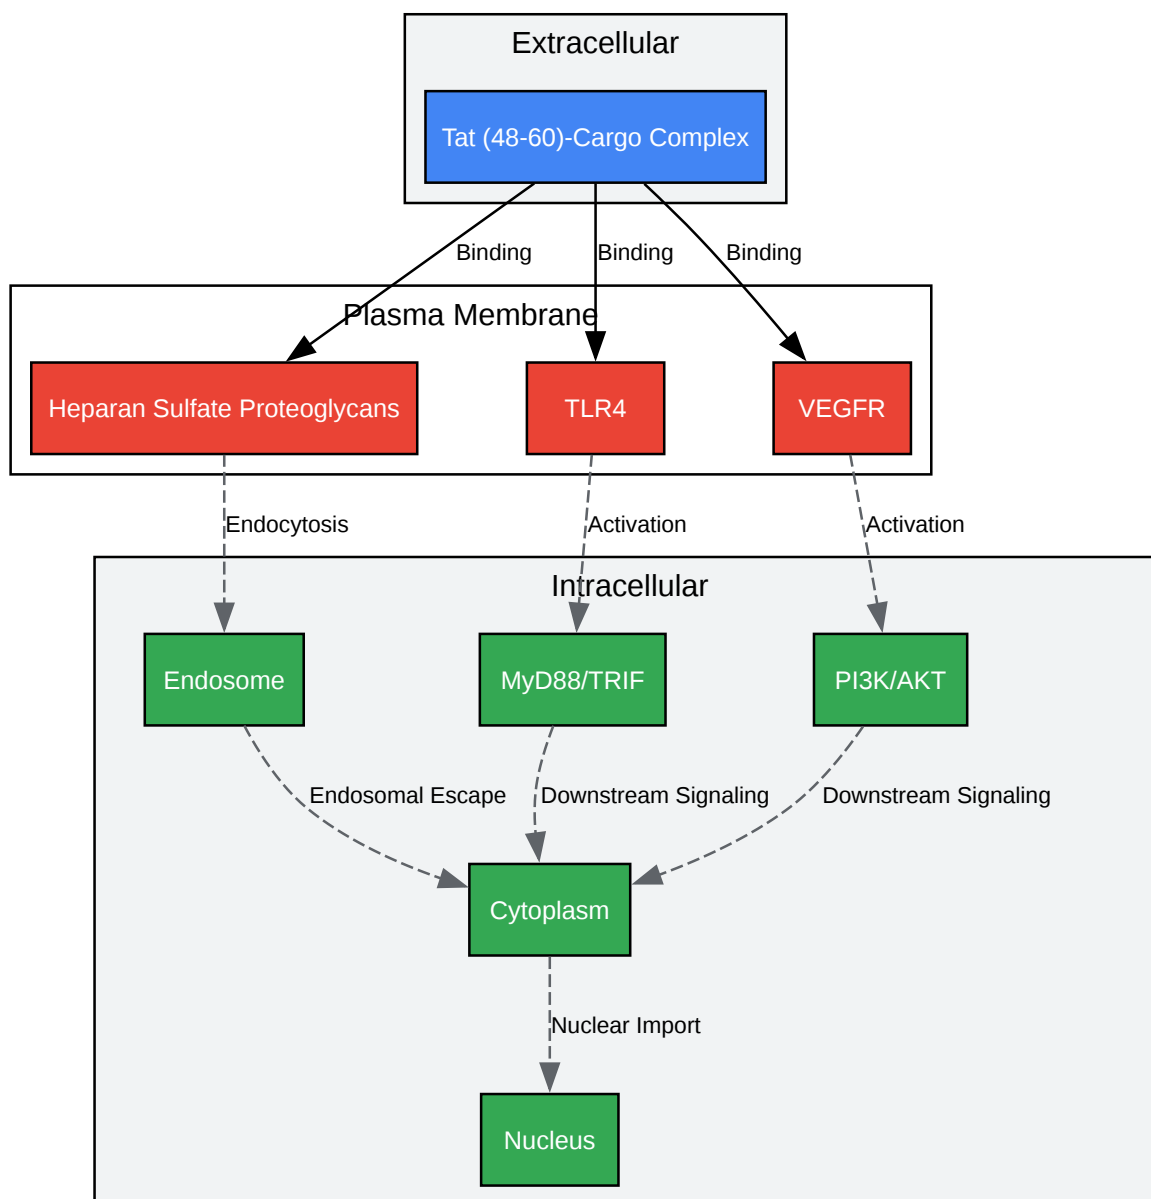 Extracellular
Tat (48-60)-Cargo Complex
Binding
Binding
Binding
Plasma Membrane
Heparan Sulfate Proteoglycans
TLR4
VEGFR
Endocytosis
Activation
Activation
Intracellular
Endosome
MyD88/TRIF
PI3K/AKT
Endosomal Escape
Downstream Signaling
Downstream Signaling
Cytoplasm
Nuclear Import
Nucleus